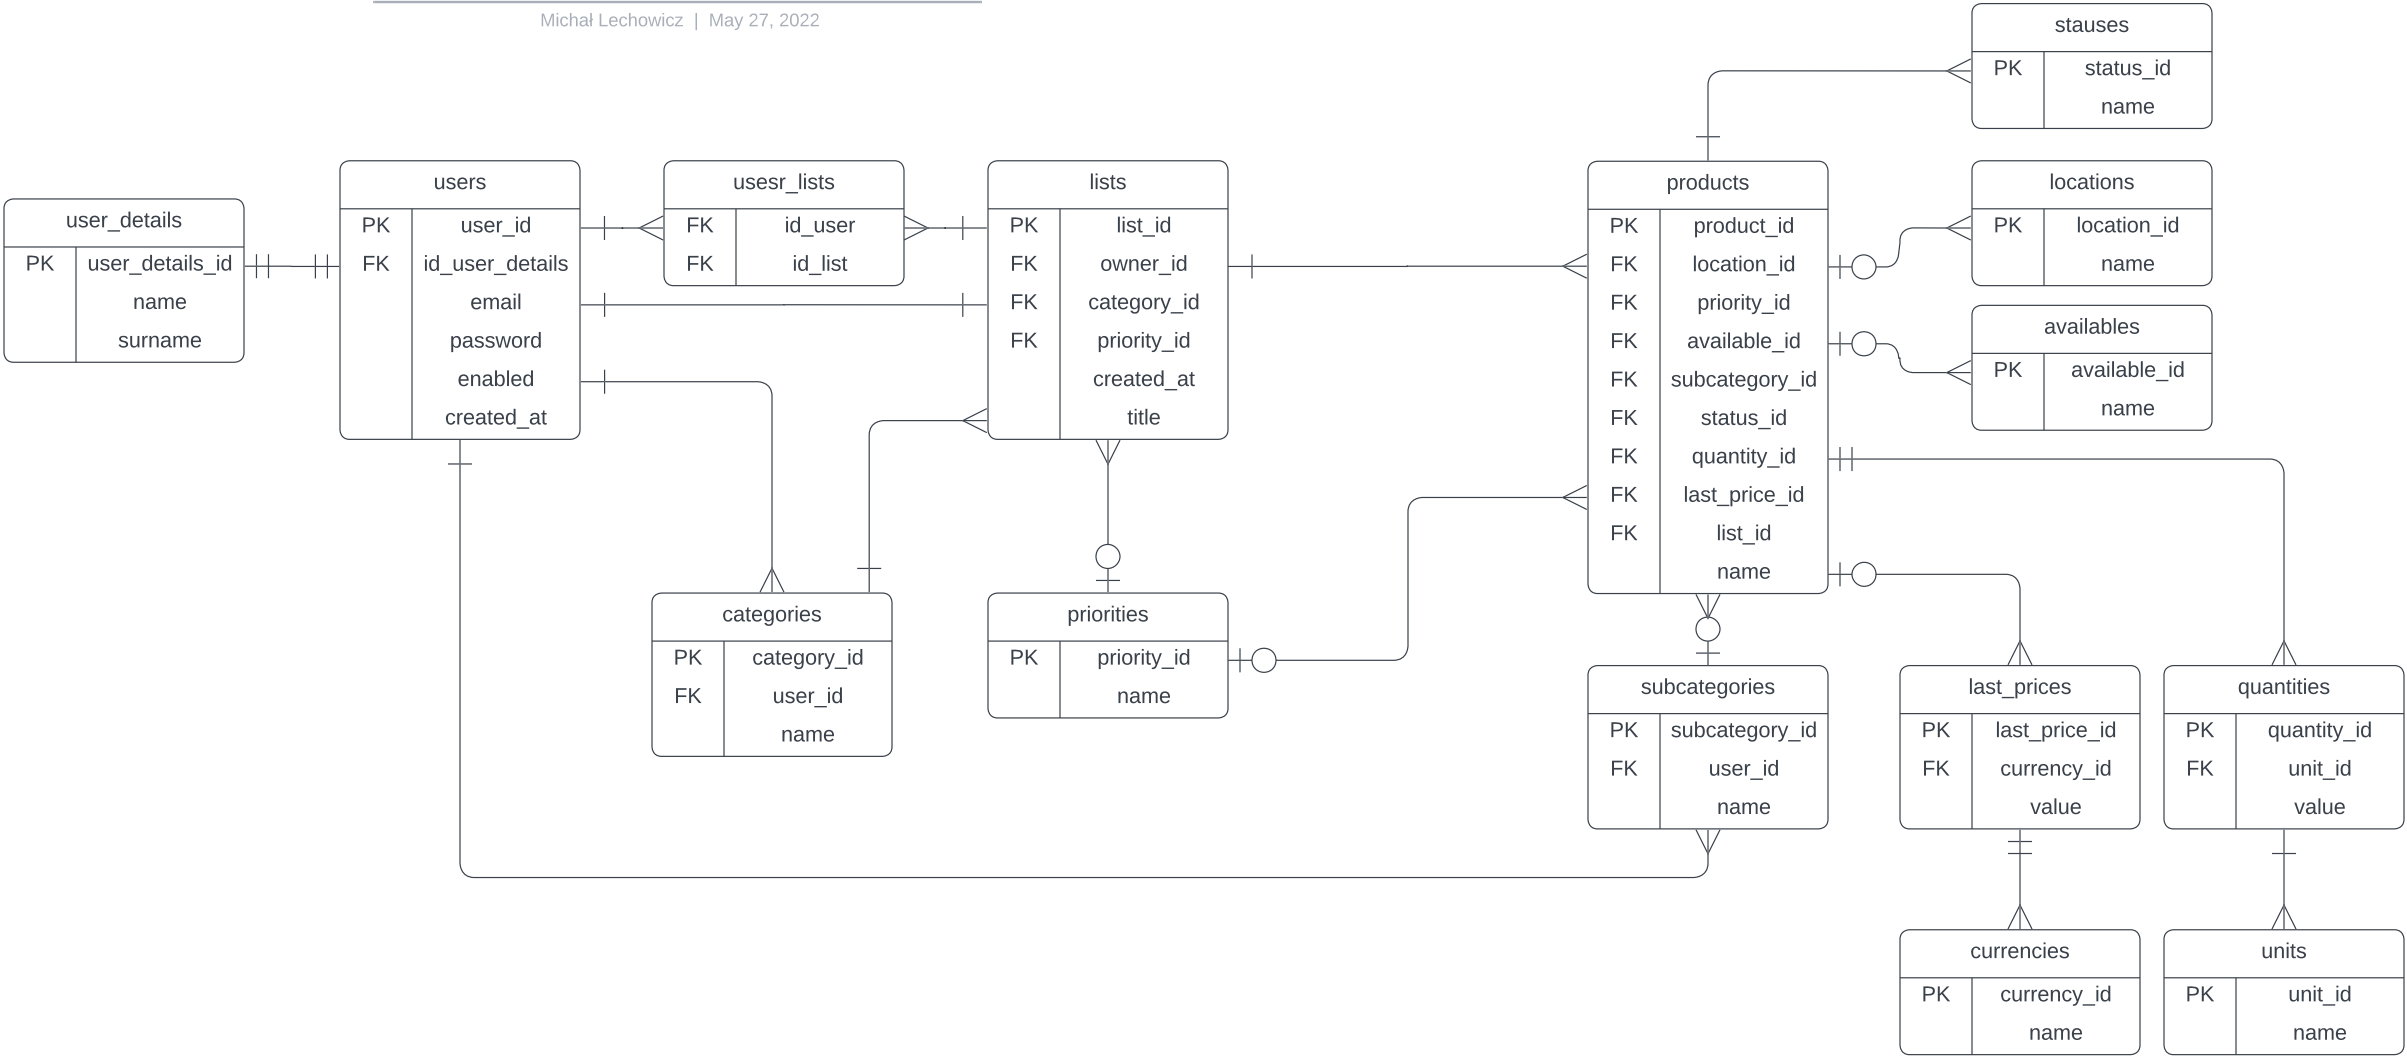 Michał Lechowicz | May 27, 2022
user_details
PK user_details_id
name
surname
users
PK user_id
FK id_user_details
email
password
enabled
created_at
usesr_lists
FK id_user
FK id_list
lists
PK list_id
FK owner_id
FK category_id
FK priority_id
created_at
title
categories
PK category_id
FK user_id
name
priorities
PK priority_id
name
products
PK product_id
FK location_id
FK priority_id
FK available_id
FK subcategory_id
FK status_id
FK quantity_id
FK last_price_id
FK list_id
name
stauses
PK status_id
name
locations
PK location_id
name
availables
PK available_id
name
subcategories
PK subcategory_id
FK user_id
name
last_prices
PK last_price_id
FK currency_id
value
quantities
PK quantity_id
FK unit_id
value
currencies
PK currency_id
name
units
PK unit_id
name